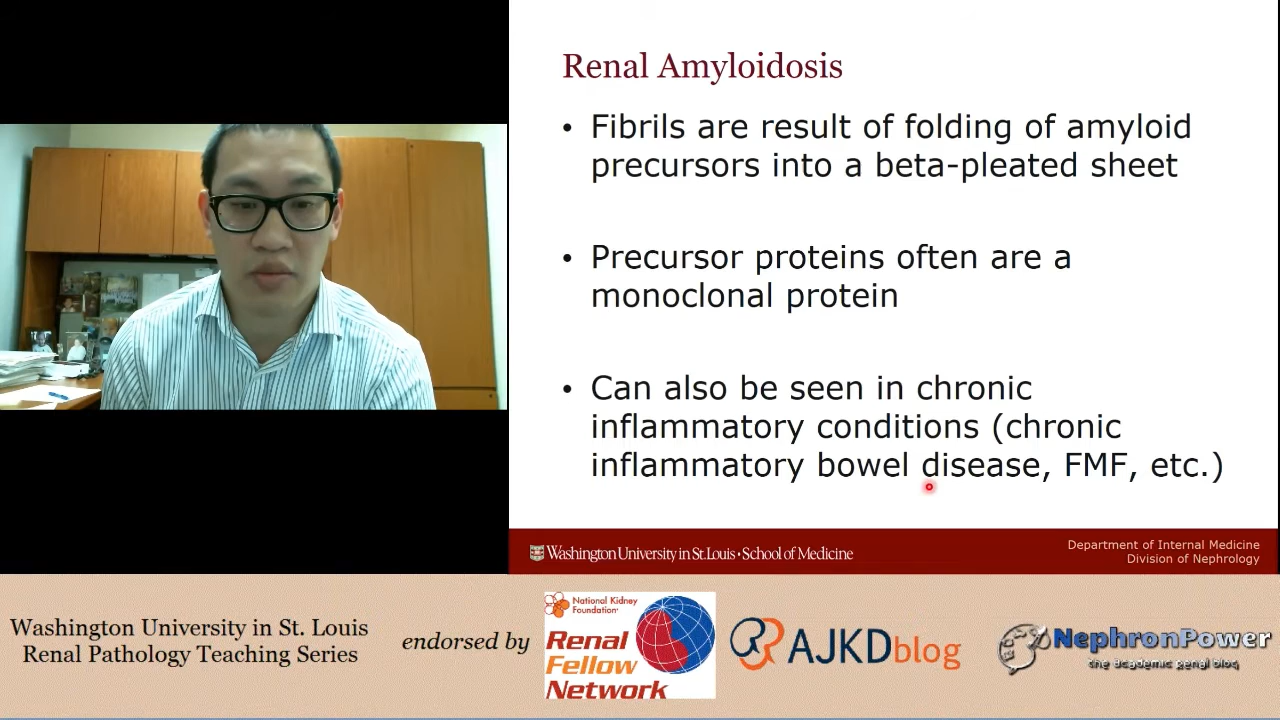 Renal Amyloidosis
• Fibrils are result of folding of amyloid
precursors into a beta-pleated sheet
• Precursor proteins often are a
monoclonal protein
• Can also be seen in chronic
inflammatory conditions (chronic
inflammatory bowel disease, FMF, etc.)
Washington University in St. Louis • School of Medicine
Department of Internal Medicine
Division of Nephrology
Washington University in St. Louis
Renal Pathology Teaching Series
endorsed by
National Kidney
Foundation
Renal
Fellow
Network
AJKDblog
NephronPower
the academic renal blog